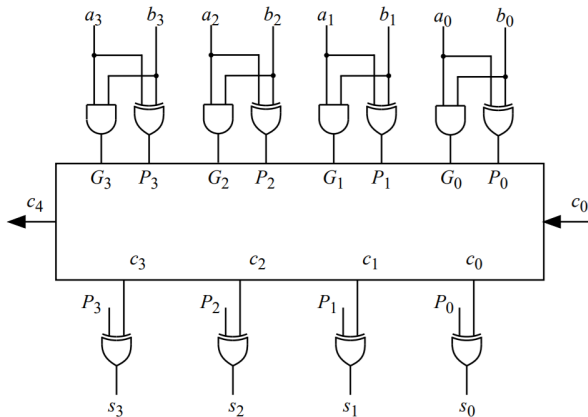 a3 b3 a2 b2 a1 b1 a0 b0
G3 P3 G2 P2 G1 P1 G0 P0
c4 c0
c3 c2 c1 c0
P3 P2 P1 P0
s3 s2 s1 s0